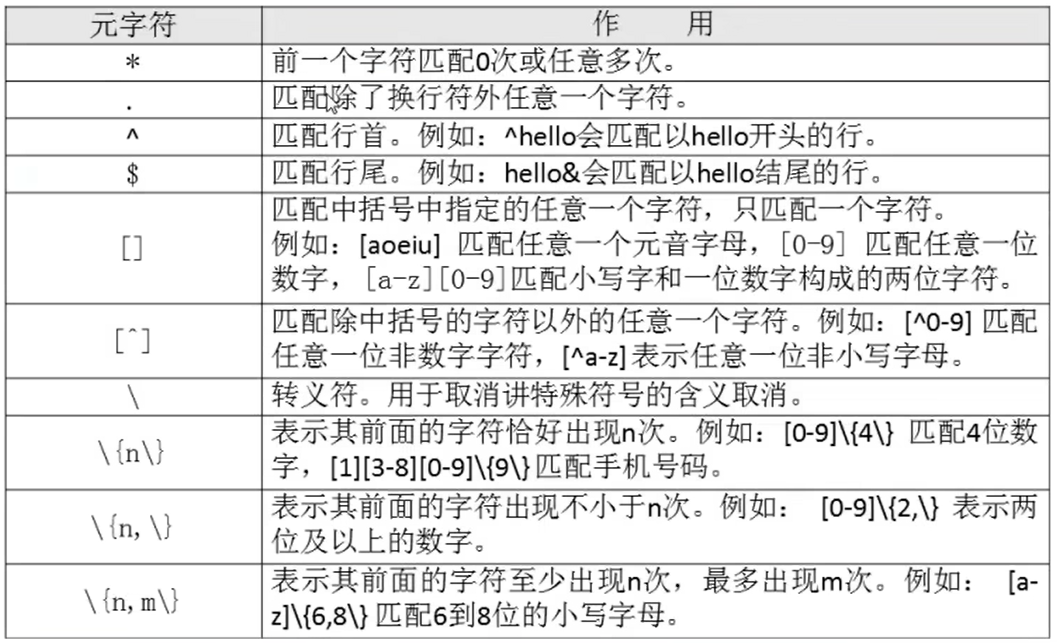 元字符 作 用
* 前一个字符匹配0次或任意多次。
. 匹配除了换行符外任意一个字符。
^ 匹配行首。例如：^hello会匹配以hello开头的行。
$ 匹配行尾。例如：hello&会匹配以hello结尾的行。
[] 匹配中括号中指定的任意一个字符，只匹配一个字符。
例如：[aoeiu] 匹配任意一个元音字母，[0-9] 匹配任意一位
数字，[a-z][0-9]匹配小写字和一位数字构成的两位字符。
[^] 匹配除中括号的字符以外的任意一个字符。例如：[^0-9] 匹配
任意一位非数字字符，[^a-z]表示任意一位非小写字母。
\ 转义符。用于取消讲特殊符号的含义取消。
\{n\} 表示其前面的字符恰好出现n次。例如：[0-9]\{4\} 匹配4位数
字，[1][3-8][0-9]\{9\}匹配手机号码。
\{n,\} 表示其前面的字符出现不小于n次。例如： [0-9]\{2,\} 表示两
位及以上的数字。
\{n,m\} 表示其前面的字符至少出现n次，最多出现m次。例如： [a-
z]\{6,8\} 匹配6到8位的小写字母。